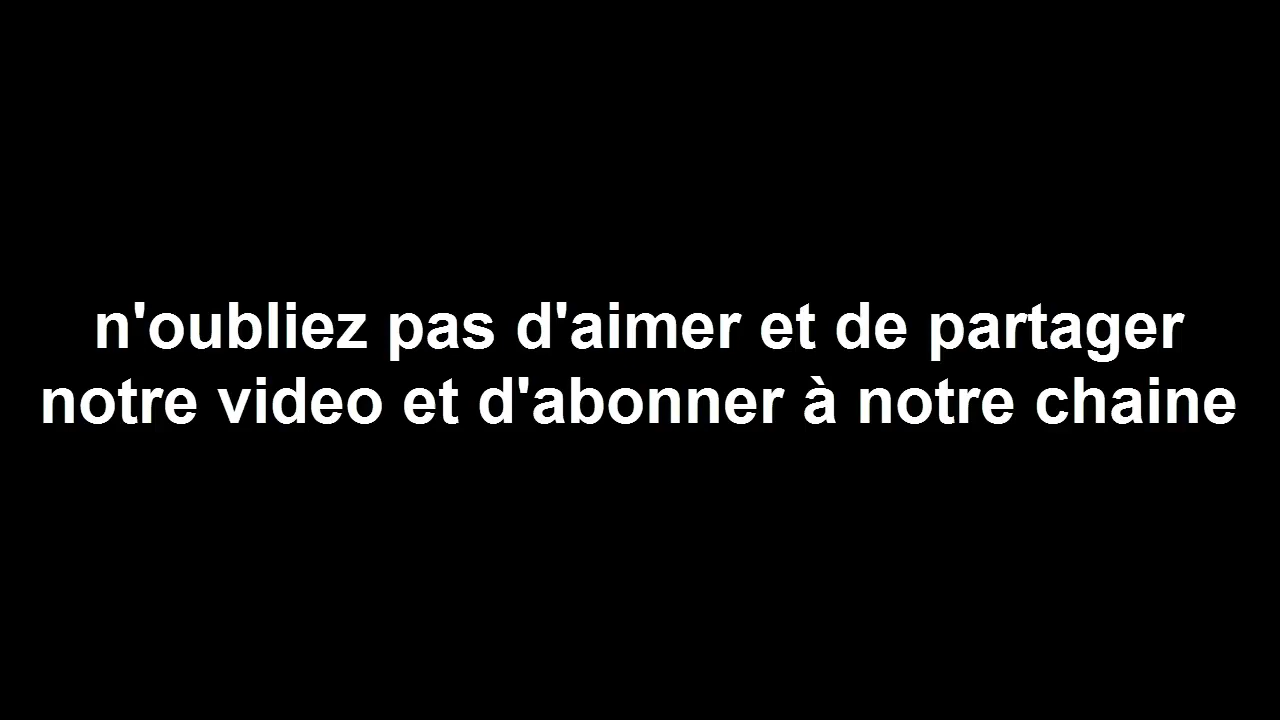 n'oubliez pas d'aimer et de partager
notre video et d'abonner à notre chaine